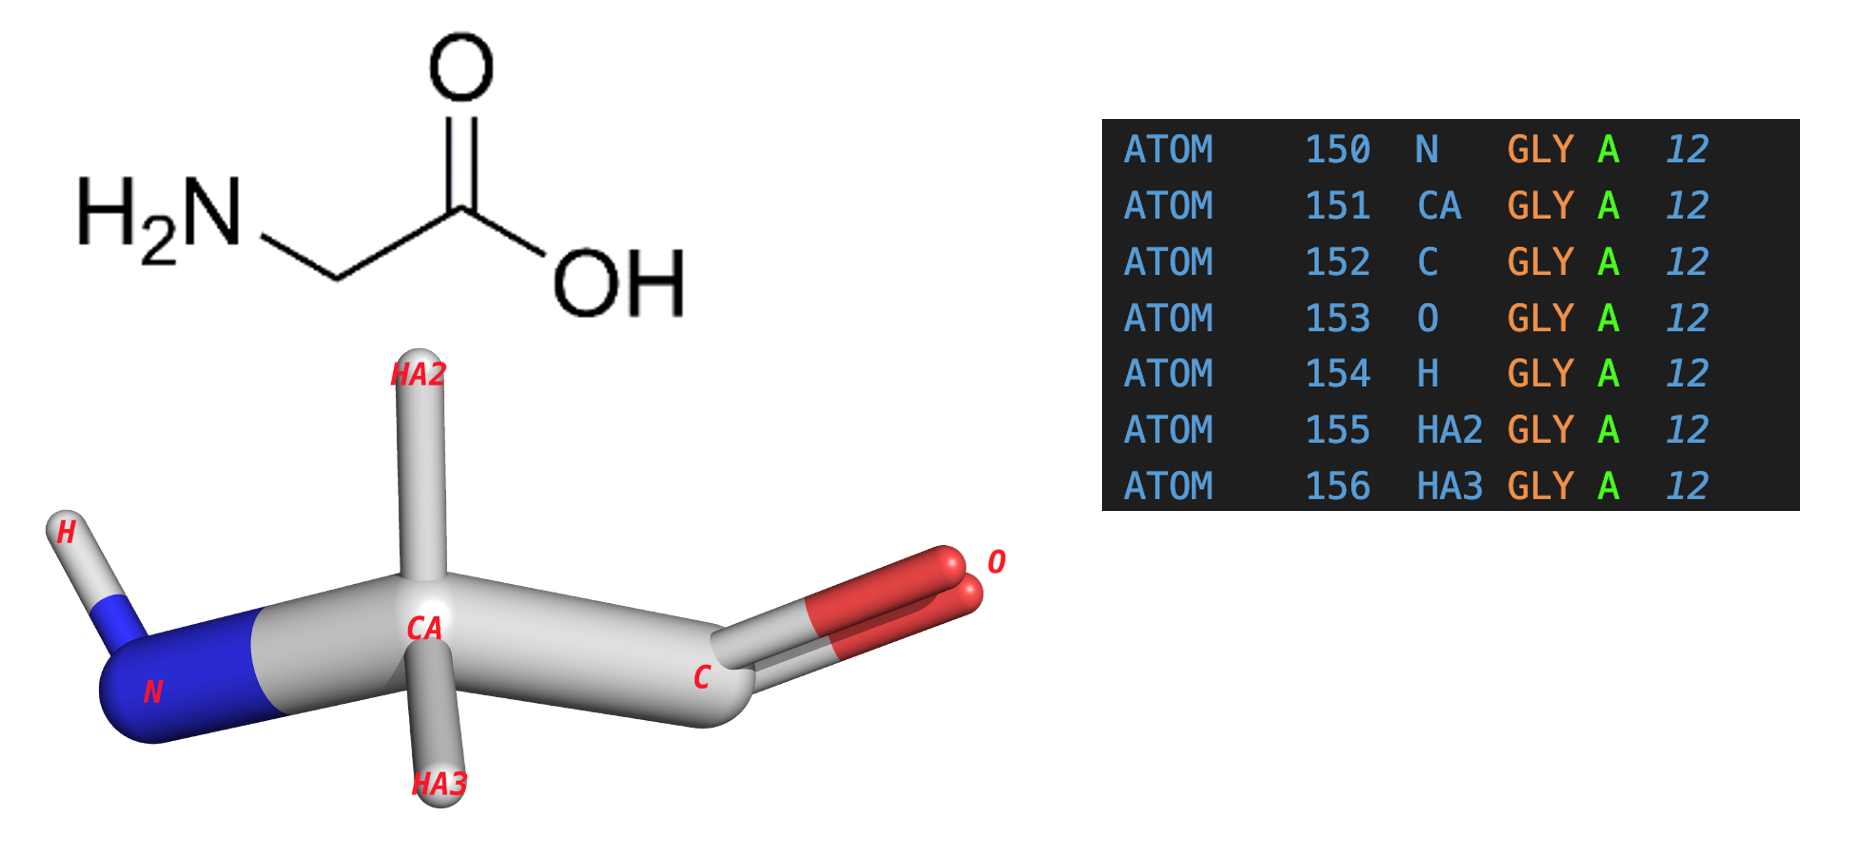 O
H2N
OH
HA2
H
CA
O
N
C
HA3
ATOM 150 N GLY A 12
ATOM 151 CA GLY A 12
ATOM 152 C GLY A 12
ATOM 153 O GLY A 12
ATOM 154 H GLY A 12
ATOM 155 HA2 GLY A 12
ATOM 156 HA3 GLY A 12